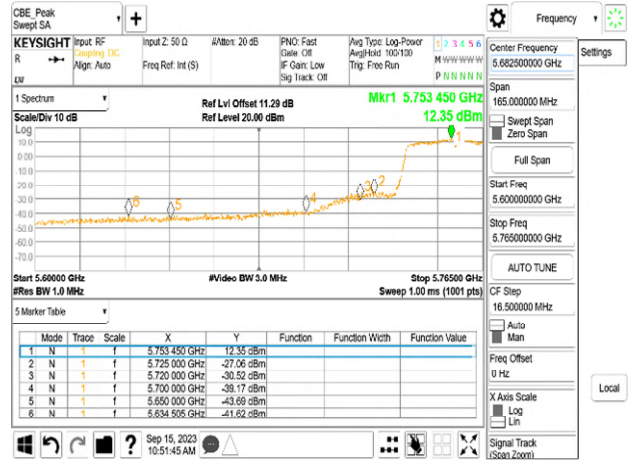 CBE_Peak
Swept SA
Frequency
KEYSIGHT
Input: RF
Coupling: DC
Align: Auto
Input Z: 50 Ω
Freq Ref: Int (S)
#Atten: 20 dB
PNO: Fast
Gate: Off
IF Gain: Low
Sig Track: Off
Avg Type: Log-Power
Avg|Hold: 100/100
Trig: Free Run
1 2 3 4 5 6
M W W W W W
P N N N N N
R
LXI
1 Spectrum
Scale/Div 10 dB
Ref Lvl Offset 11.29 dB
Ref Level 20.00 dBm
Mkr1 5.753 450 GHz
12.35 dBm
Log
10.0
0.00
-10.0
-20.0
-30.0
-40.0
-50.0
-60.0
-70.0
6
5
4
3
2
1
Start 5.60000 GHz
#Res BW 1.0 MHz
#Video BW 3.0 MHz
Stop 5.76500 GHz
Sweep 1.00 ms (1001 pts)
5 Marker Table
Mode Trace Scale X Y Function Function Width Function Value
1 N 1 f 5.753 450 GHz 12.35 dBm
2 N 1 f 5.725 000 GHz -27.06 dBm
3 N 1 f 5.720 000 GHz -30.52 dBm
4 N 1 f 5.700 000 GHz -39.17 dBm
5 N 1 f 5.650 000 GHz -43.69 dBm
6 N 1 f 5.634 505 GHz -41.62 dBm
Sep 15, 2023
10:51:45 AM
Center Frequency
5.682500000 GHz
Settings
Span
165.000000 MHz
Swept Span
Zero Span
Full Span
Start Freq
5.600000000 GHz
Stop Freq
5.765000000 GHz
AUTO TUNE
CF Step
16.500000 MHz
Auto
Man
Freq Offset
0 Hz
X Axis Scale
Log
Lin
Signal Track
(Span Zoom)
Local